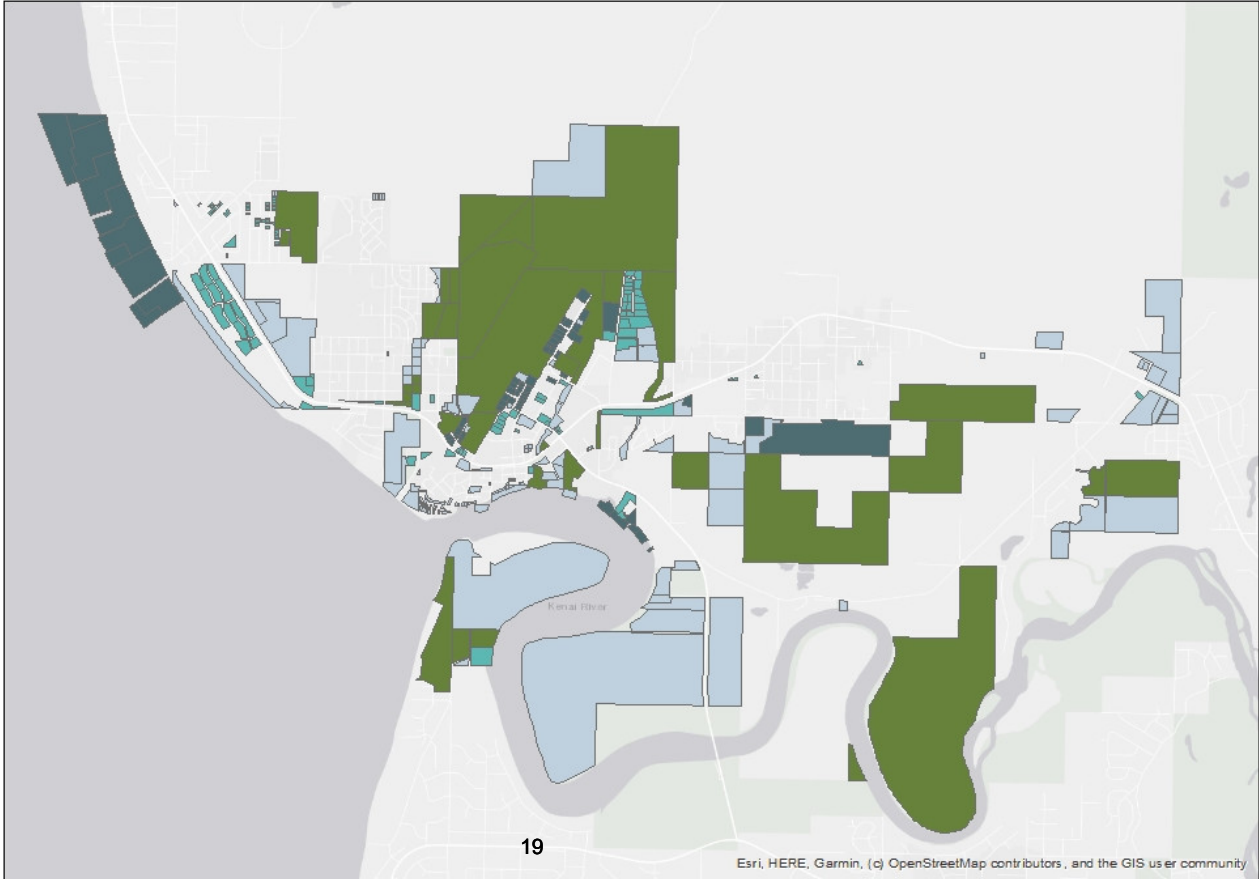 Kenai River
19
Esri, HERE, Garmin, (c) OpenStreetMap contributors, and the GIS user community